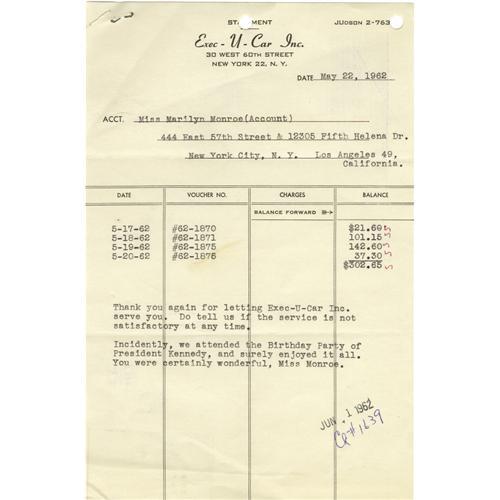 STATEMENT
JUDSON 2-763
Exec-U-Car Inc.
30 WEST 60TH STREET
NEW YORK 22, N. Y.
DATE May 22, 1962
ACCT. Miss Marilyn Monroe(Account)
444 East 57th Street & 12305 Fifth Helena Dr.
New York City, N. Y. Los Angeles 49,
California.
DATE VOUCHER NO. CHARGES BALANCE
BALANCE FORWARD
5-17-62 #62-1870 $21.60
5-18-62 #62-1871 101.15
5-19-62 #62-1875 142.60
5-20-62 #62-1876 37.30
$302.65
Thank you again for letting Exec-U-Car Inc.
serve you. Do tell us if the service is not
satisfactory at any time.
Incidently, we attended the Birthday Party of
President Kennedy, and surely enjoyed it all.
You were certainly wonderful, Miss Monroe.
JUN 1 1962
Ck#1639